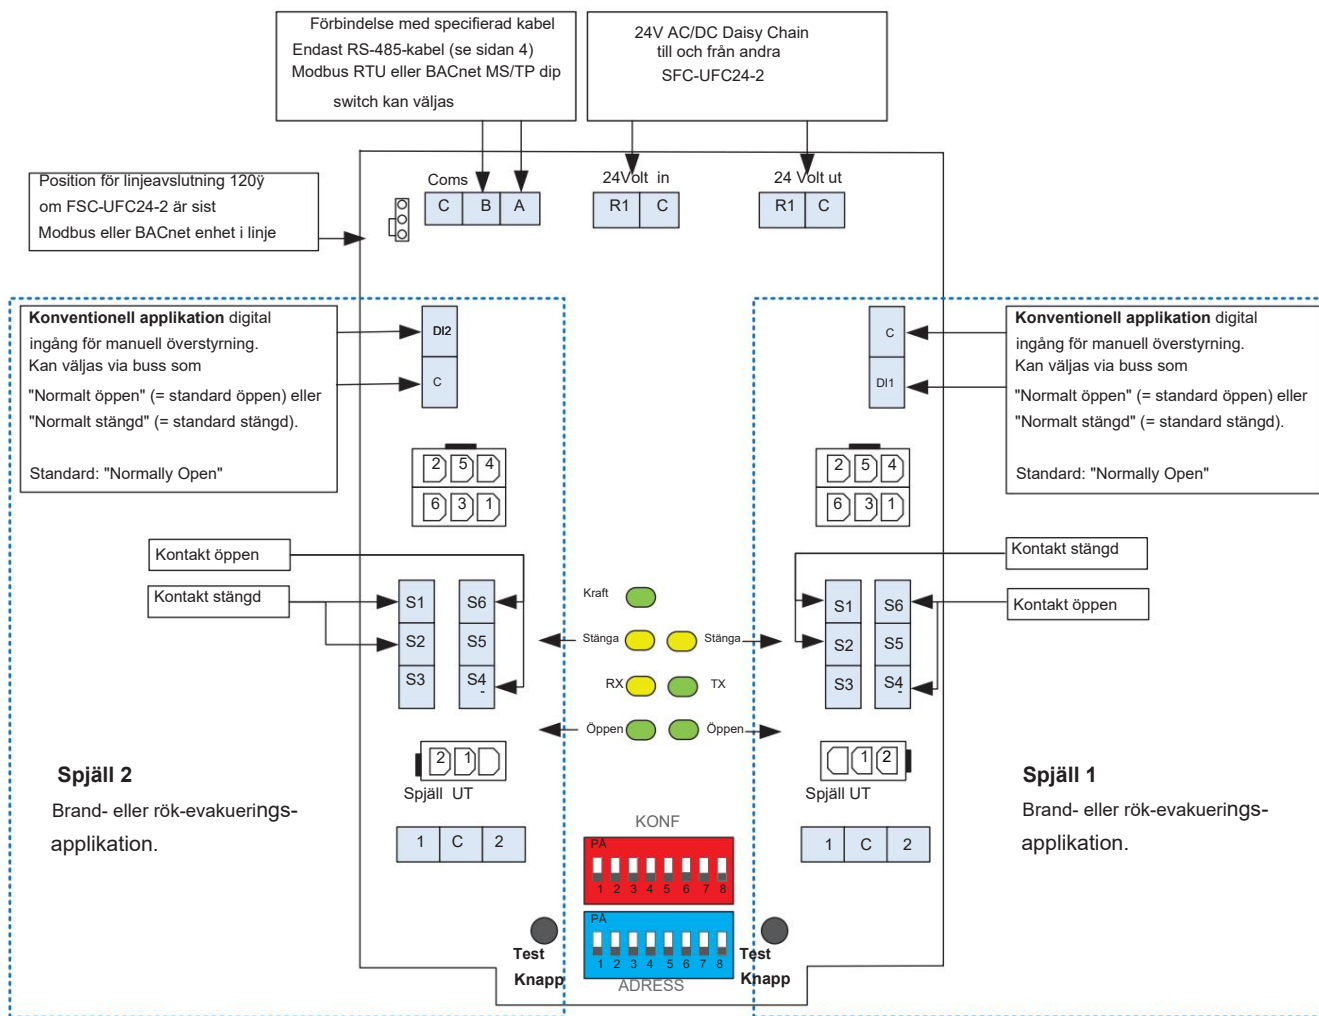 Förbindelse med specifierad kabel
Endast RS-485-kabel (se sidan 4)
Modbus RTU eller BACnet MS/TP dip
switch kan väljas
24V AC/DC Daisy Chain
till och från andra
SFC-UFC24-2
Position för linjeavslutning 120ÿ
om FSC-UFC24-2 är sist
Modbus eller BACnet enhet i linje
Coms
C B A
24Volt in
R1 C
24 Volt ut
R1 C
Konventionell applikation digital
ingång för manuell överstyrning.
Kan väljas via buss som
"Normalt öppen" (= standard öppen) eller
"Normalt stängd" (= standard stängd).
Standard: "Normally Open"
DI2
C
C
DI1
Konventionell applikation digital
ingång för manuell överstyrning.
Kan väljas via buss som
"Normalt öppen" (= standard öppen) eller
"Normalt stängd" (= standard stängd).
Standard: "Normally Open"
2 5 4
6 3 1
2 5 4
6 3 1
Kontakt öppen
Kontakt stängd
Kontakt stängd
Kontakt öppen
S1 S6
S2 S5
S3 S4
-
Kraft
Stänga Stänga
RX TX
Öppen Öppen
S1 S6
S2 S5
S3 S4
-
2 1
Spjäll UT
1 C 2
1 2
Spjäll UT
1 C 2
Spjäll 2
Brand- eller rök-evakuerings-
applikation.
Spjäll 1
Brand- eller rök-evakuerings-
applikation.
KONF
PÅ
1 2 3 4 5 6 7 8
PÅ
1 2 3 4 5 6 7 8
ADRESS
Test
Knapp
Test
Knapp